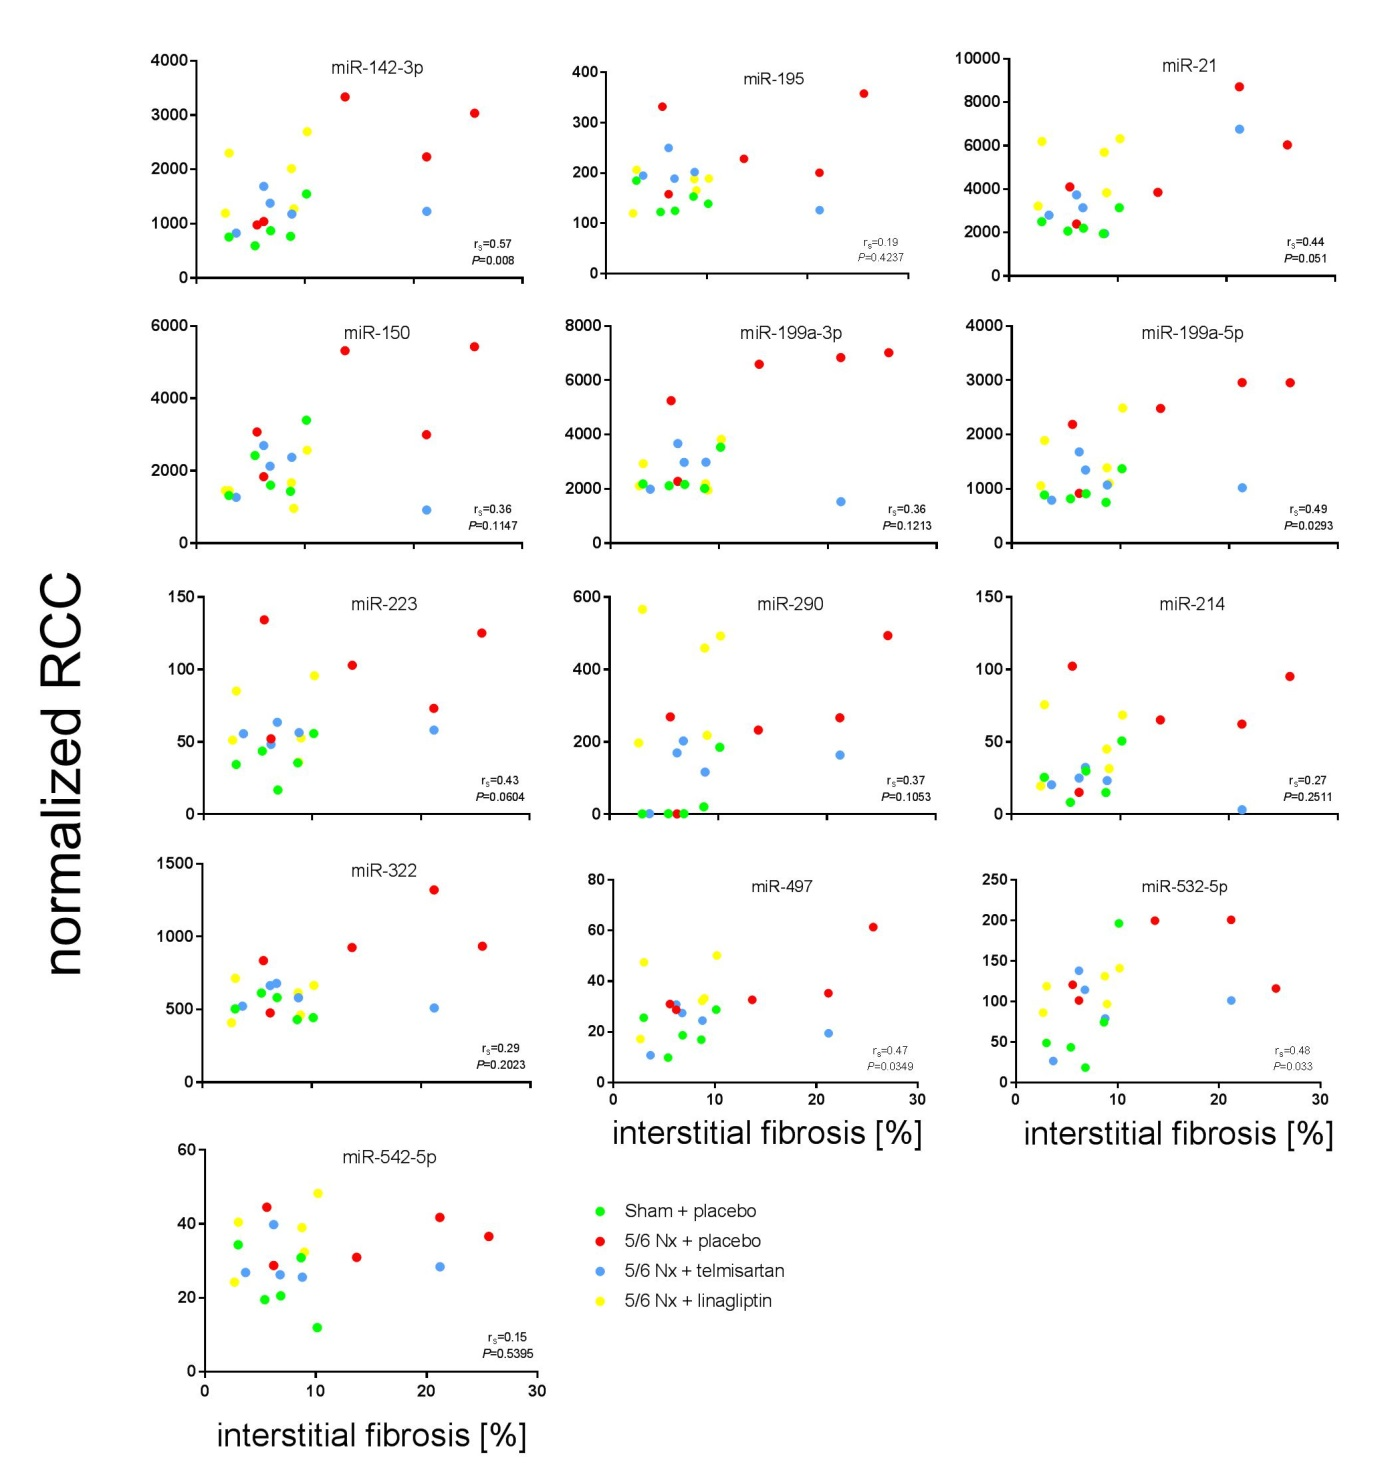 normalized RCC
miR-142-3p
4000
3000
2000
1000
0
rs=0.57
P=0.008
miR-195
400
300
200
100
0
rs=0.19
P=0.4237
miR-21
10000
8000
6000
4000
2000
0
rs=0.44
P=0.051
miR-150
6000
4000
2000
0
rs=0.36
P=0.1147
miR-199a-3p
8000
6000
4000
2000
0
rs=0.36
P=0.1213
miR-199a-5p
4000
3000
2000
1000
0
rs=0.49
P=0.0293
miR-223
150
100
50
0
rs=0.43
P=0.0604
miR-290
600
400
200
0
rs=0.37
P=0.1053
miR-214
150
100
50
0
rs=0.27
P=0.2511
miR-322
1500
1000
500
0
rs=0.29
P=0.2023
miR-497
80
60
40
20
0
rs=0.47
P=0.0349
0 10 20 30
interstitial fibrosis [%]
miR-532-5p
250
200
150
100
50
0
rs=0.48
P=0.033
0 10 20 30
interstitial fibrosis [%]
miR-542-5p
60
40
20
0
rs=0.15
P=0.5395
0 10 20 30
interstitial fibrosis [%]
Sham + placebo
5/6 Nx + placebo
5/6 Nx + telmisartan
5/6 Nx + linagliptin